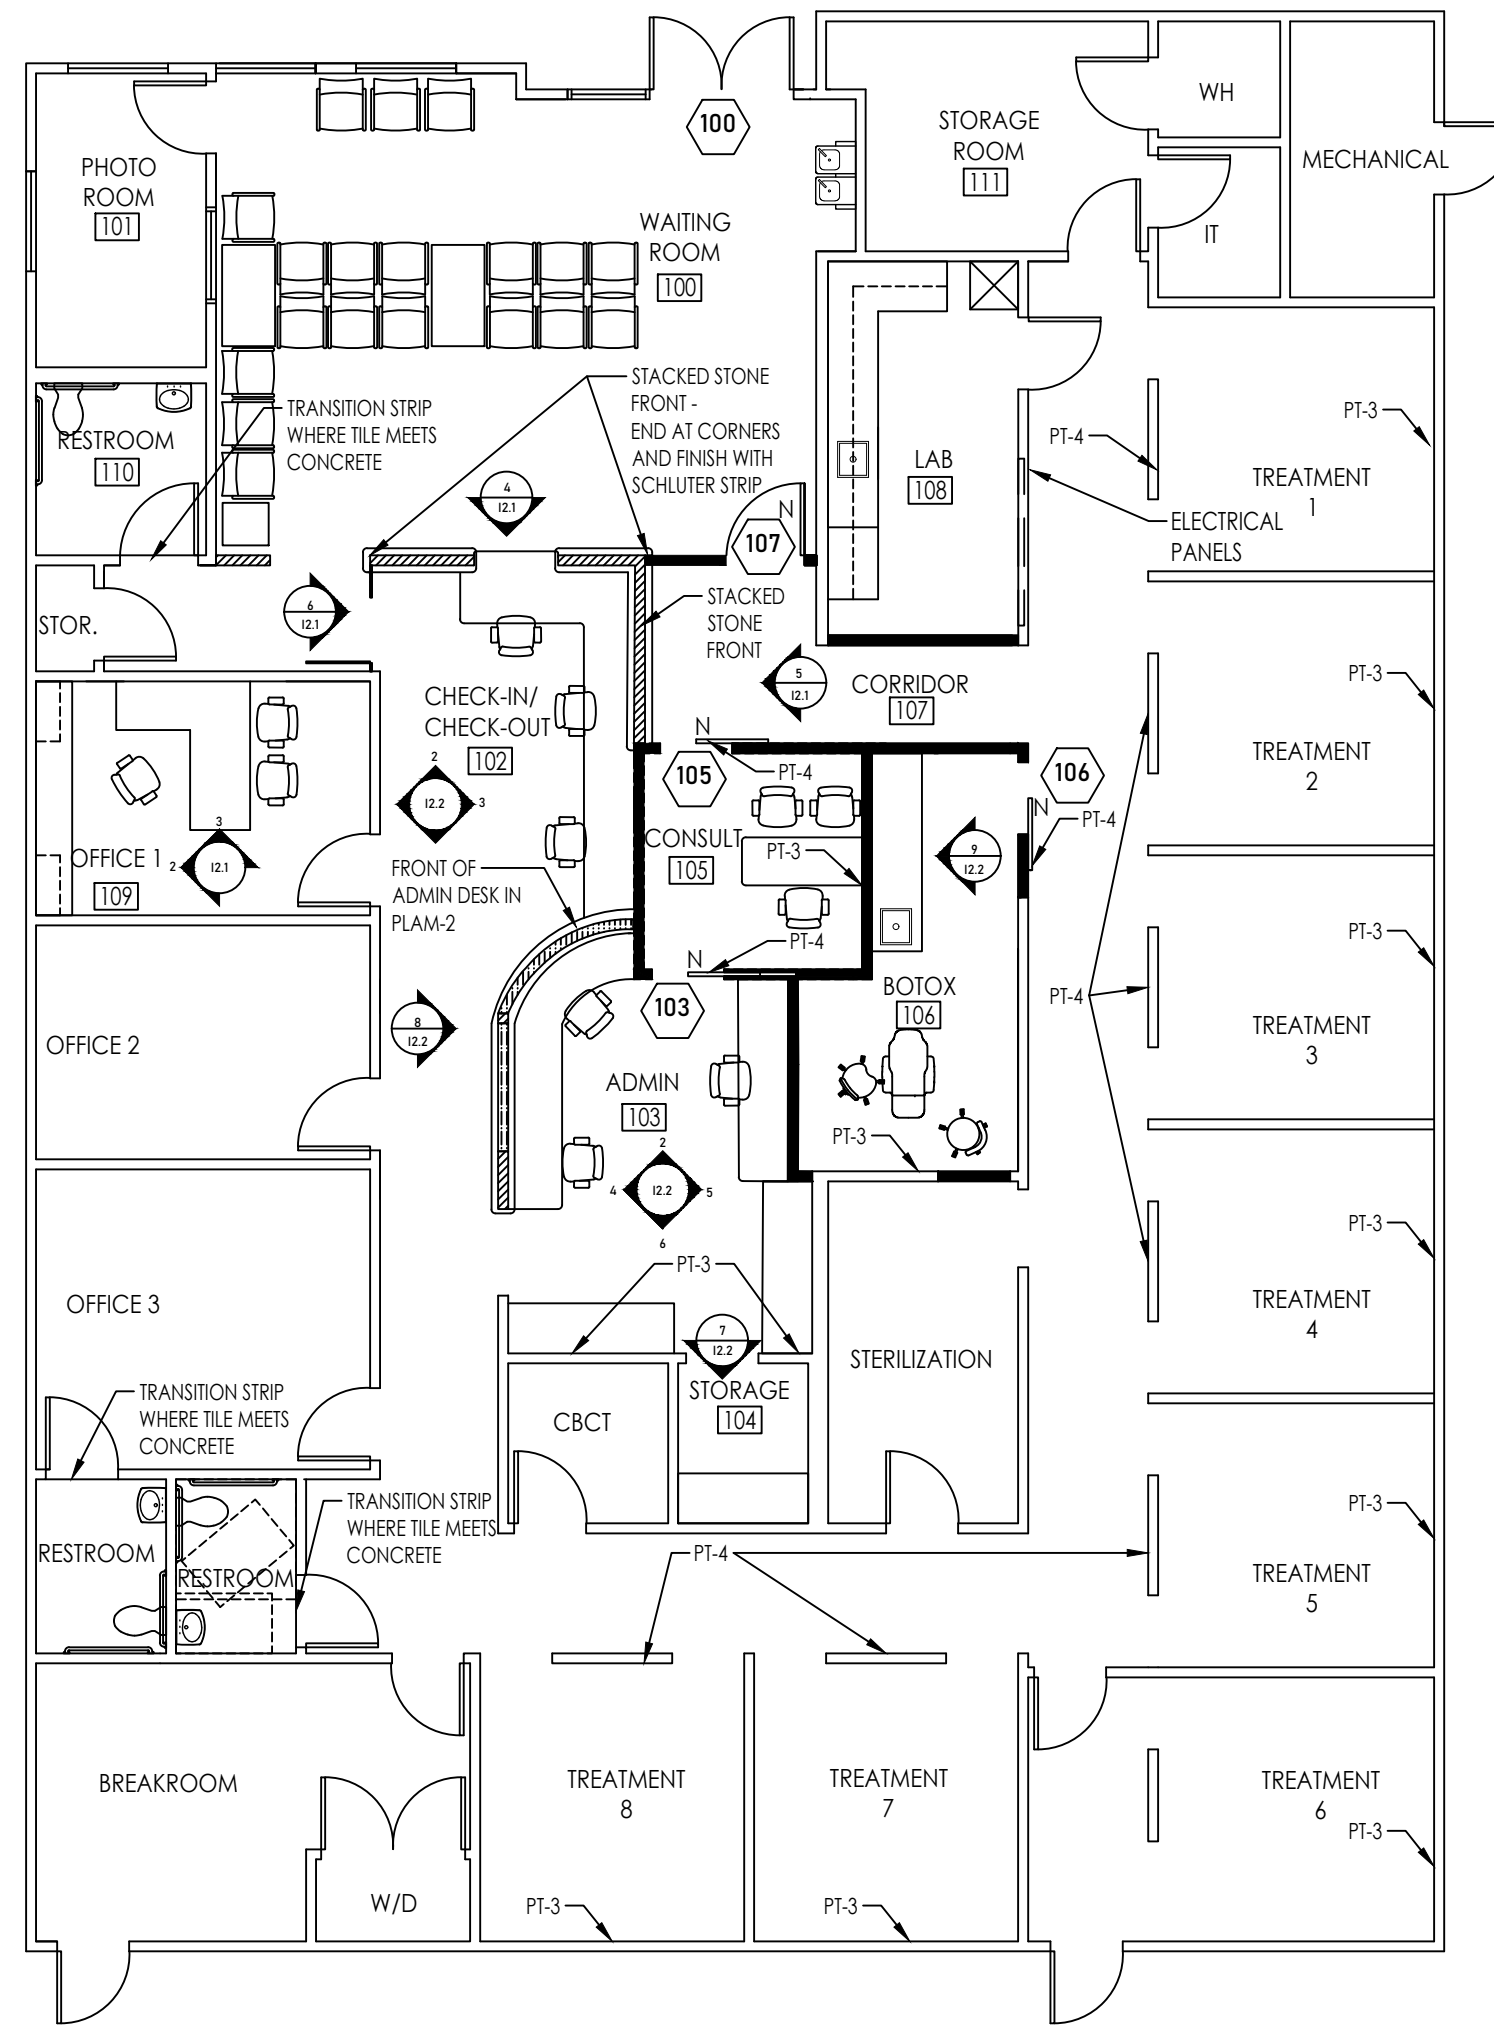 100
WH
STORAGE
ROOM
111
MECHANICAL
PHOTO
ROOM
101
WAITING
ROOM
100
IT
STACKED STONE
FRONT -
END AT CORNERS
AND FINISH WITH
SCHLUTER STRIP
TRANSITION STRIP
WHERE TILE MEETS
CONCRETE
RESTROOM
110
PT-3
PT-4
LAB
108
TREATMENT
1
4
I2.1
N
107
ELECTRICAL
PANELS
6
I2.1
STACKED
STONE
FRONT
STOR.
5
I2.1
CORRIDOR
107
CHECK-IN/
CHECK-OUT
102
PT-3
TREATMENT
2
N
105
PT-4
106
N
PT-4
2
I2.2
3
3
2
I2.1
OFFICE 1
109
CONSULT
105
PT-3
9
I2.2
FRONT OF
ADMIN DESK IN
PLAM-2
PT-4
N
103
BOTOX
106
PT-3
PT-4
TREATMENT
3
OFFICE 2
8
I2.2
ADMIN
103
PT-3
2
4
I2.2
5
6
PT-3
PT-3
TREATMENT
4
OFFICE 3
7
I2.2
STERILIZATION
STORAGE
104
CBCT
TRANSITION STRIP
WHERE TILE MEETS
CONCRETE
TRANSITION STRIP
WHERE TILE MEETS
CONCRETE
PT-3
RESTROOM
RESTROOM
PT-4
TREATMENT
5
BREAKROOM
TREATMENT
8
TREATMENT
7
TREATMENT
6
PT-3
W/D
PT-3
PT-3